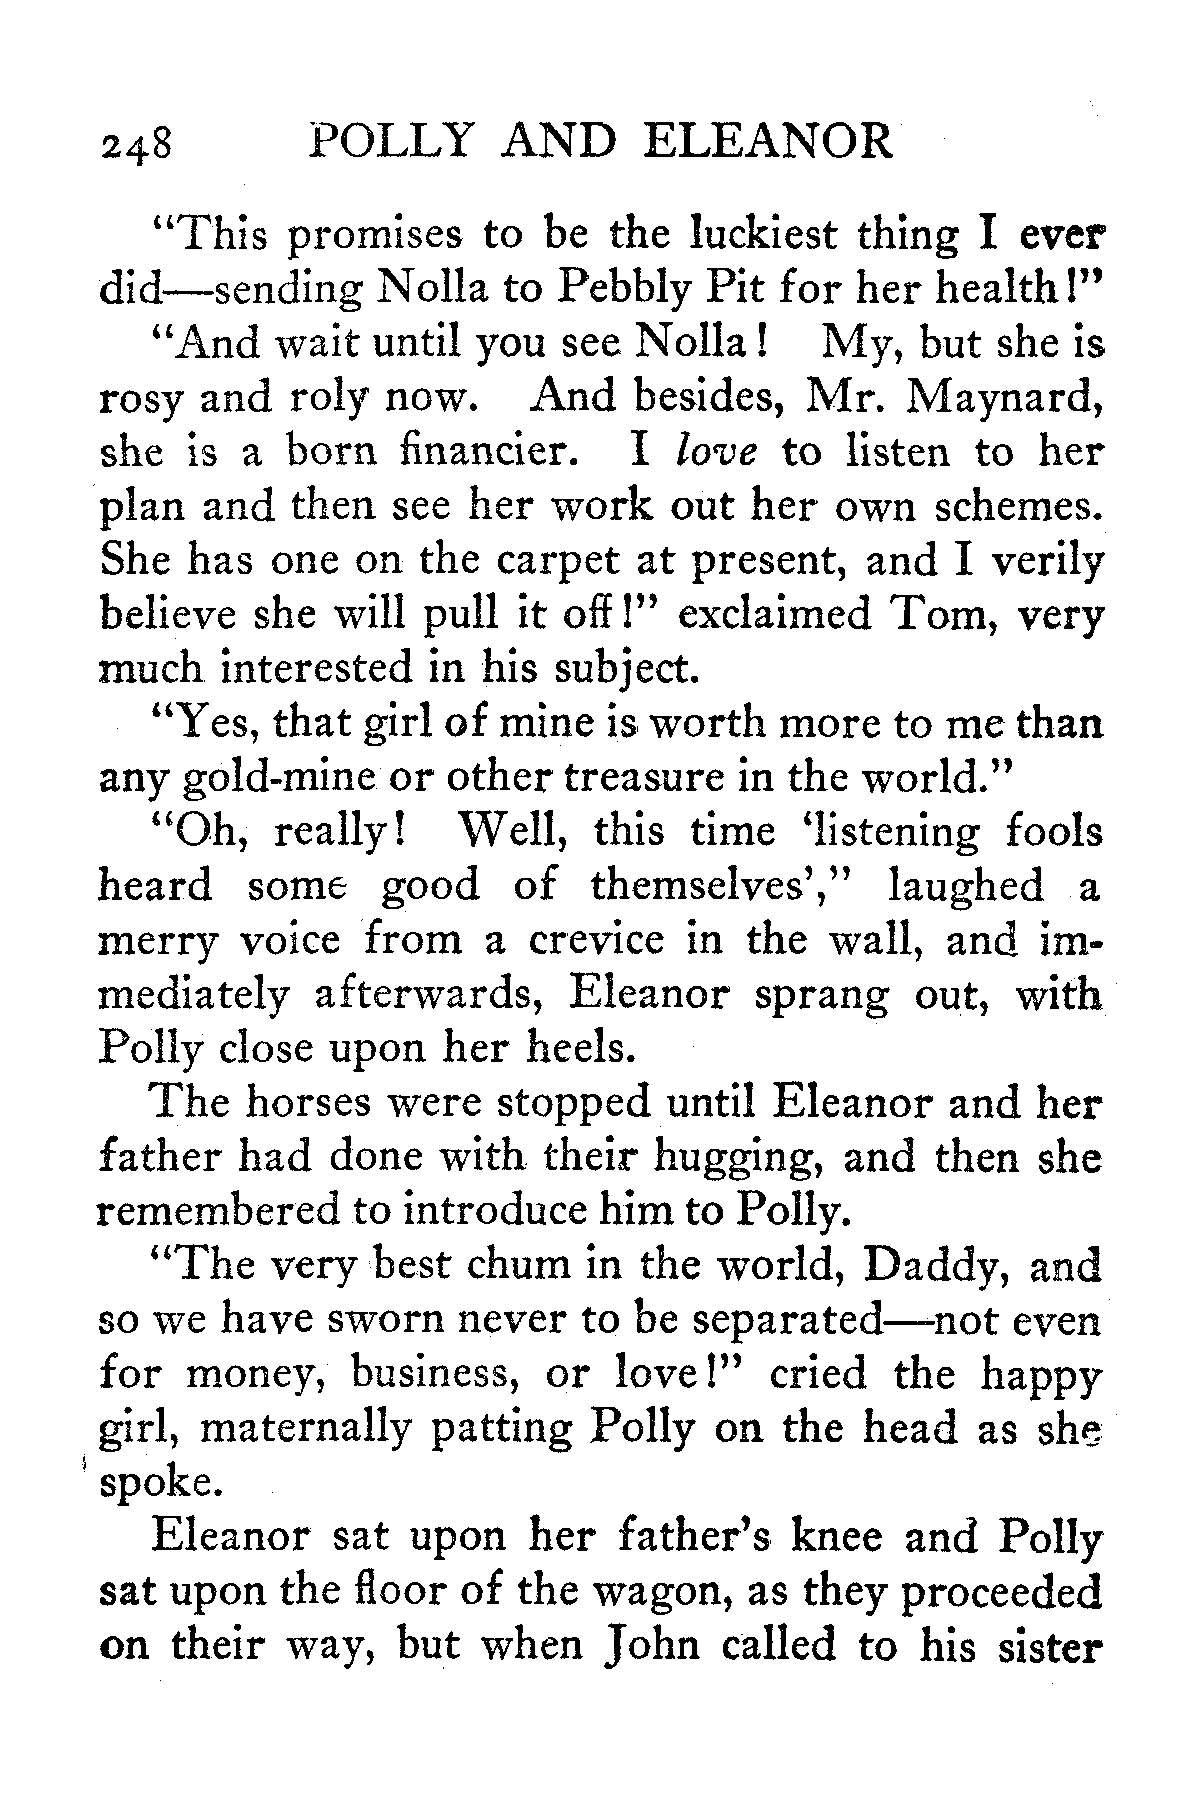 248 POLLY AND ELEANOR
“This promises to be the luckiest thing I ever
did—sending Nolla to Pebbly Pit for her health!”
“And wait until you see Nolla! My, but she is
rosy and roly now. And besides, Mr. Maynard,
she is a born financier. I love to listen to her
plan and then see her work out her own schemes.
She has one on the carpet at present, and I verily
believe she will pull it off!” exclaimed Tom, very
much interested in his subject.
“Yes, that girl of mine is worth more to me than
any gold-mine or other treasure in the world.”
“Oh, really! Well, this time ‘listening fools
heard some good of themselves’,” laughed a
merry voice from a crevice in the wall, and im-
mediately afterwards, Eleanor sprang out, with
Polly close upon her heels.
The horses were stopped until Eleanor and her
father had done with their hugging, and then she
remembered to introduce him to Polly.
“The very best chum in the world, Daddy, and
so we have sworn never to be separated—not even
for money, business, or love!” cried the happy
girl, maternally patting Polly on the head as she
spoke.
Eleanor sat upon her father’s knee and Polly
sat upon the floor of the wagon, as they proceeded
on their way, but when John called to his sister